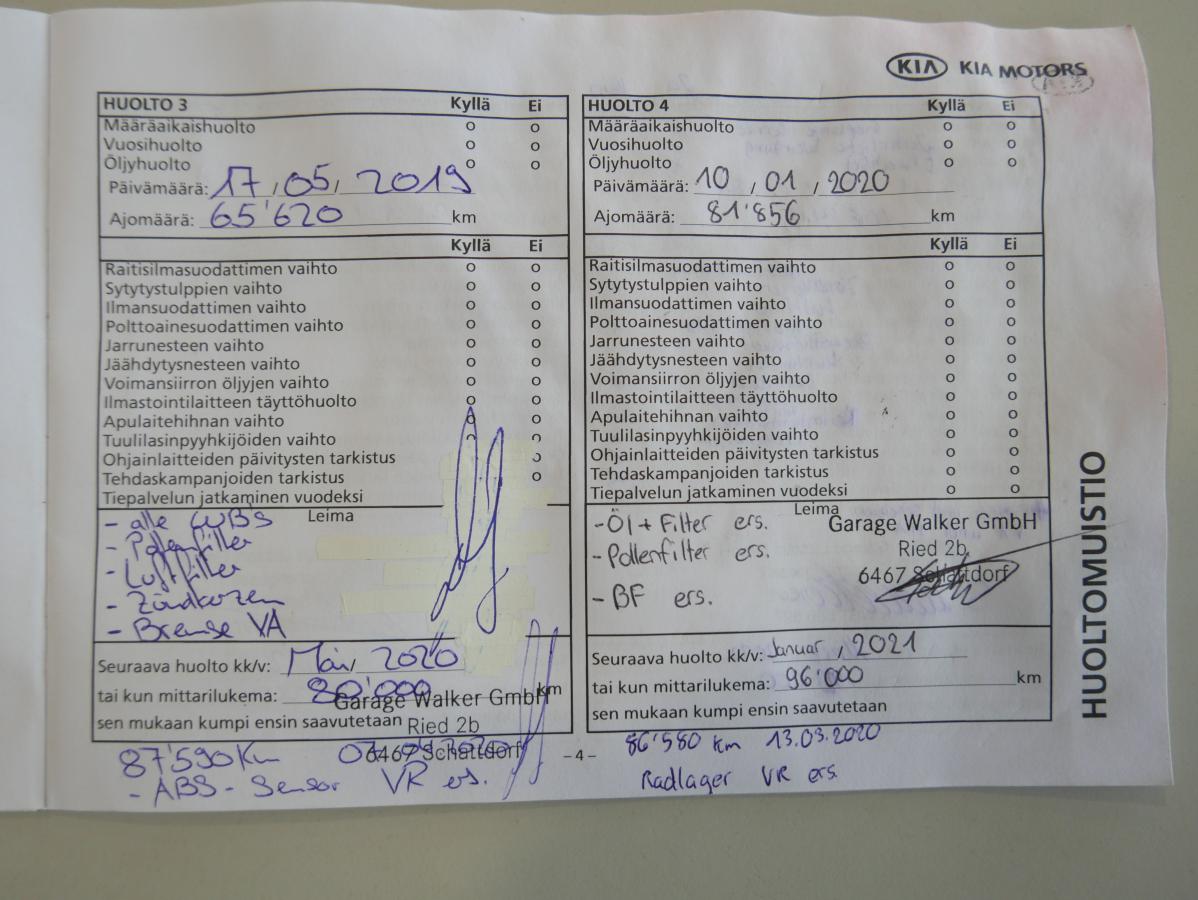 KIA KIA MOTORS
HUOLTO 3 Kyllä Ei
Määräaikaishuolto o o
Vuosihuolto o o
Öljyhuolto o o
Päivämäärä: 17/05/2019
Ajomäärä: 65'620 km
Kyllä Ei
Raitisilmasuodattimen vaihto o o
Sytytystulppien vaihto o o
Ilmansuodattimen vaihto o o
Polttoainesuodattimen vaihto o o
Jarrunesteen vaihto o o
Jäähdytysnesteen vaihto o o
Voimansiirron öljyjen vaihto o o
Ilmastointilaitteen täyttöhuolto o o
Apulaitehihnan vaihto o o
Tuulilasinpyyhkijöiden vaihto o o
Ohjainlaitteiden päivitysten tarkistus o
Tehdaskampanjoiden tarkistus o
Tiepalvelun jatkaminen vuodeksi
Leima
- alle
- Pollenfilter
- Luftfilter
- Zündkerzen
- Bremse VA
Seuraava huolto kk/v: Mai/2020
tai kun mittarilukema: 80'000 km
Garage Walker GmbH
sen mukaan kumpi ensin saavutetaan
Ried 2b
6467 Schattdorf
87'590 Km
- ABS - Sensor VR ers.
HUOLTO 4 Kyllä Ei
Määräaikaishuolto o o
Vuosihuolto o o
Öljyhuolto o o
Päivämäärä: 10/01/2020
Ajomäärä: 81'856 km
Kyllä Ei
Raitisilmasuodattimen vaihto o o
Sytytystulppien vaihto o o
Ilmansuodattimen vaihto o o
Polttoainesuodattimen vaihto o o
Jarrunesteen vaihto o o
Jäähdytysnesteen vaihto o o
Voimansiirron öljyjen vaihto o o
Ilmastointilaitteen täyttöhuolto o o
Apulaitehihnan vaihto o o
Tuulilasinpyyhkijöiden vaihto o o
Ohjainlaitteiden päivitysten tarkistus o o
Tehdaskampanjoiden tarkistus o o
Tiepalvelun jatkaminen vuodeksi o o
Leima
- Öl + Filter ers.
- Pollenfilter ers.
- BF ers.
Garage Walker GmbH
Ried 2b
6467 Schattdorf
Seuraava huolto kk/v: Januar, 2021
tai kun mittarilukema: 96'000 km
sen mukaan kumpi ensin saavutetaan
86'580 km 13.03.2020
Radlager VR ers.
-4-
HUOLTOMUISTIO